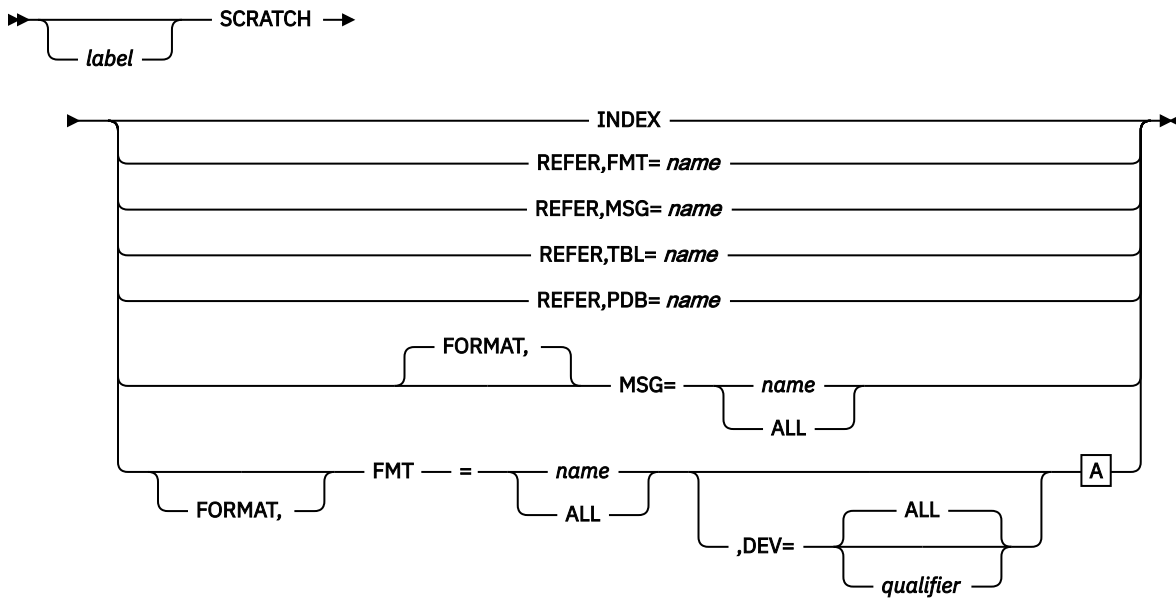 SCRATCH
label
INDEX
REFER,FMT= name
REFER,MSG= name
REFER,TBL= name
REFER,PDB= name
FORMAT,
MSG= name
ALL
FMT = name A
FORMAT, ALL ALL
,DEV=
qualifier